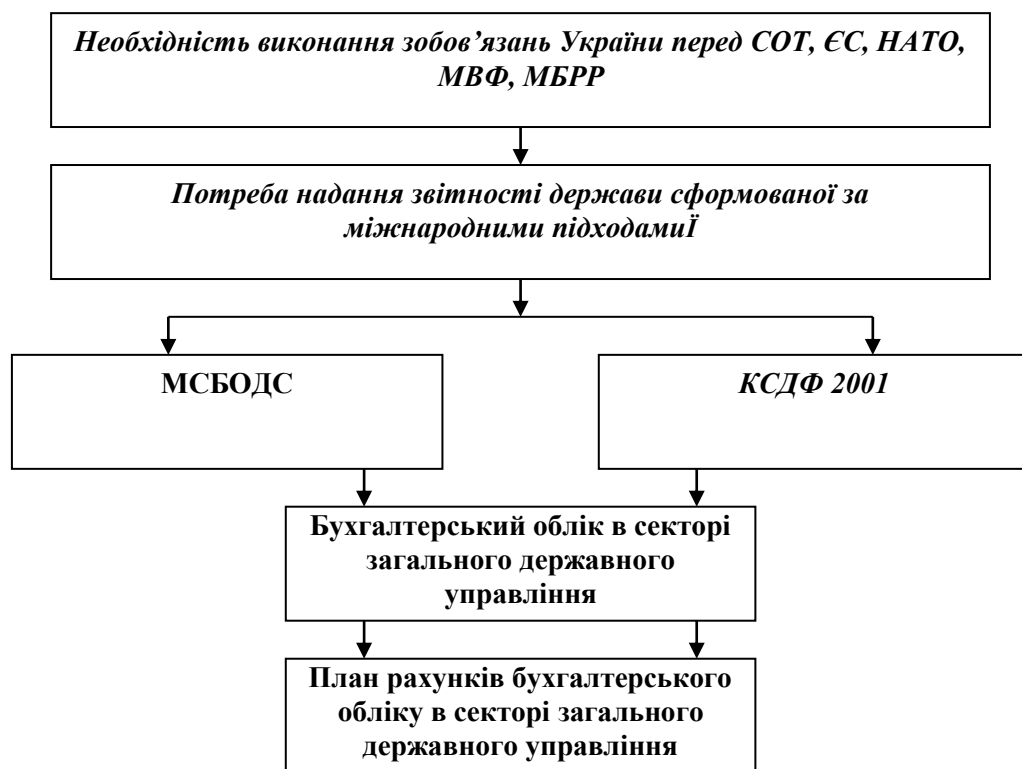 Необхідність виконання зобов’язань України перед СОТ, ЄС, НАТО,
МВФ, МБРР
Потреба надання звітності держави сформованої за
міжнародними підходамиЇ
МСБОДС
КСДФ 2001
Бухгалтерський облік в секторі
загального державного
управління
План рахунків бухгалтерського
обліку в секторі загального
державного управління